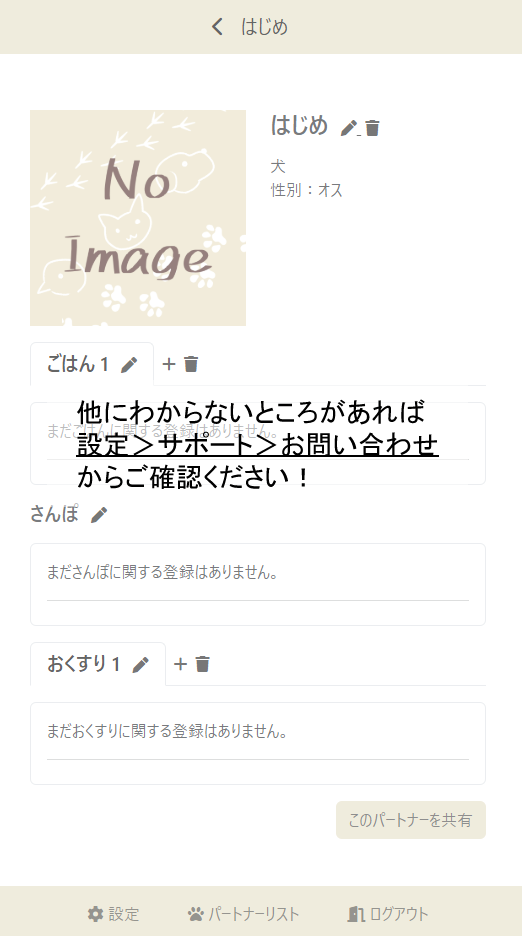 はじめ
No
Image
はじめ
犬
性別：オス
ごはん 1
まだごはんに関する登録はありません。
他にわからないところがあれば
設定＞サポート＞お問い合わせ
からご確認ください！
さんぽ
まださんぽに関する登録はありません。
おくすり 1
まだおくすりに関する登録はありません。
このパートナーを共有
設定 パートナーリスト ログアウト